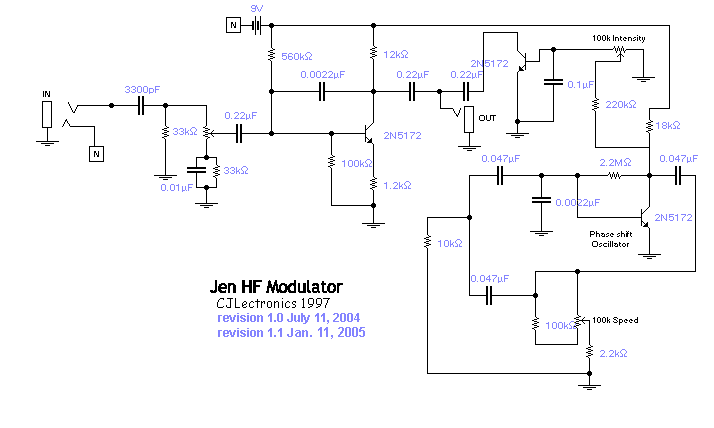 9V
N
560kΩ
12kΩ
2N5172
100k Intensity
0.0022µF
0.22µF
0.22µF
0.1µF
3300pF
IN
220kΩ
18kΩ
OUT
0.22µF
33kΩ
33kΩ
2N5172
N
100kΩ
0.01µF
33kΩ
1.2kΩ
0.047µF
2.2MΩ
0.047µF
0.0022µF
2N5172
Phase shift
Oscillator
10kΩ
0.047µF
Jen HF Modulator
CJLectronics 1997
revision 1.0 July 11, 2004
revision 1.1 Jan. 11, 2005
100kΩ
100k Speed
2.2kΩ